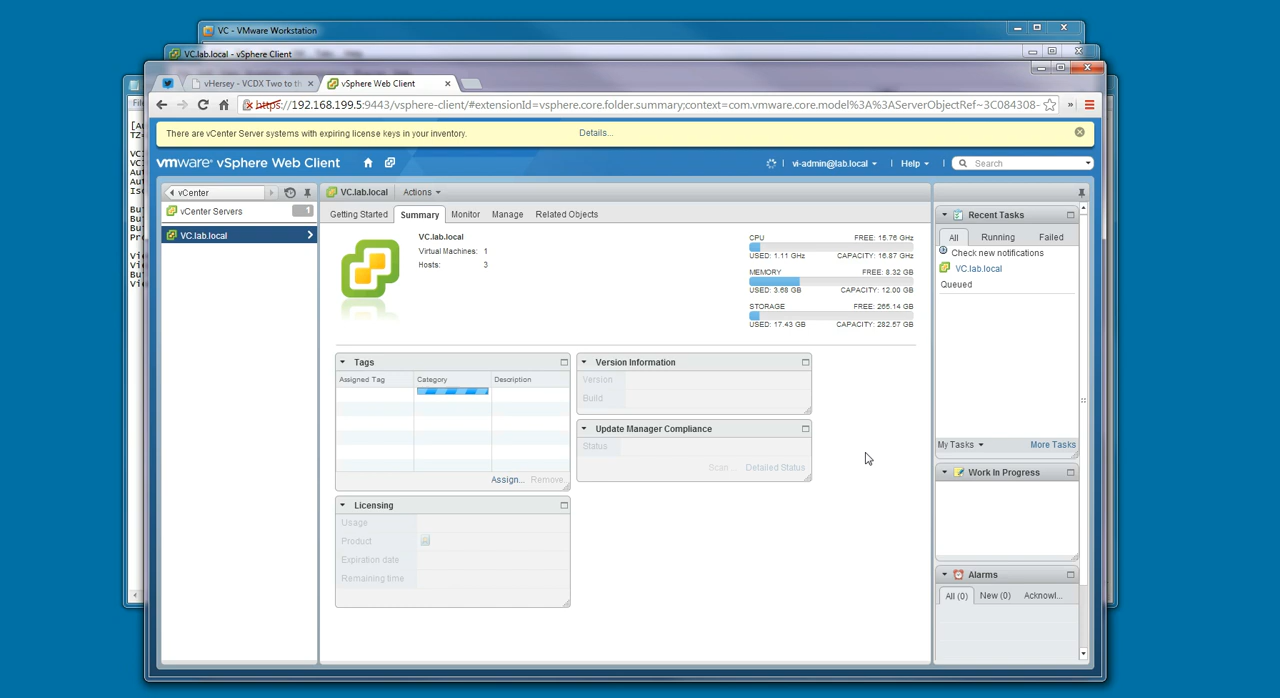 VC - VMware Workstation
VC.lab.local - vSphere Client
vHersey - VCDX Two to th
vSphere Web Client
https://192.168.199.5:9443/vsphere-client/#extensionId=vsphere.core.folder.summary;context=com.vmware.core.model%3A%3AServerObjectRef~3C084308-
There are vCenter Server systems with expiring license keys in your inventory.
Details...
vmware vSphere Web Client
vi-admin@lab.local
Help
Search
vCenter
vCenter Servers
1
VC.lab.local
VC.lab.local
Actions
Getting Started
Summary
Monitor
Manage
Related Objects
VC.lab.local
Virtual Machines: 1
Hosts: 3
CPU FREE: 15.76 GHz
USED: 1.11 GHz CAPACITY: 16.87 GHz
MEMORY FREE: 8.32 GB
USED: 3.68 GB CAPACITY: 12.00 GB
STORAGE FREE: 265.14 GB
USED: 17.43 GB CAPACITY: 282.57 GB
Tags
Assigned Tag Category Description
Assign... Remove
Licensing
Usage
Product
Expiration date
Remaining time
Version Information
Version
Build
Update Manager Compliance
Status
Scan... Detailed Status
Recent Tasks
All Running Failed
Check new notifications
VC.lab.local
Queued
My Tasks More Tasks
Work In Progress
Alarms
All (0) New (0) Acknowl...